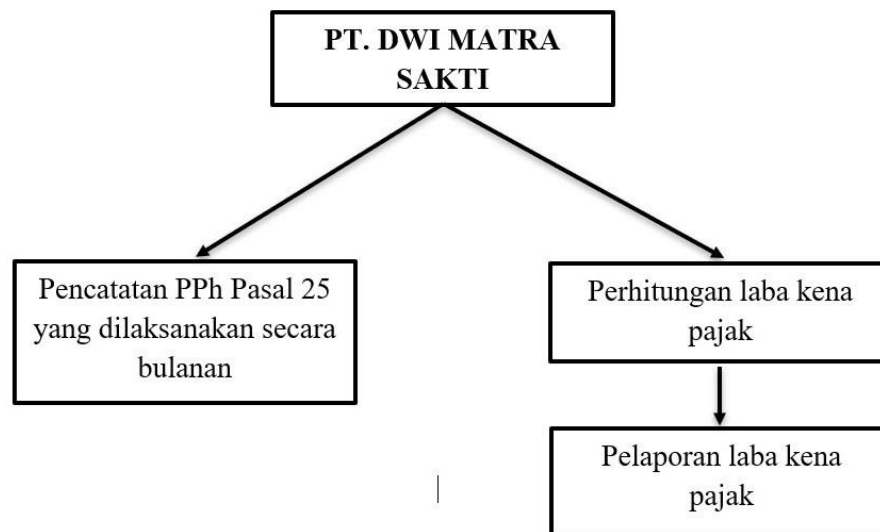 PT. DWI MATRA
SAKTI
Pencatatan PPh Pasal 25
yang dilaksanakan secara
bulanan
Perhitungan laba kena
pajak
Pelaporan laba kena
pajak